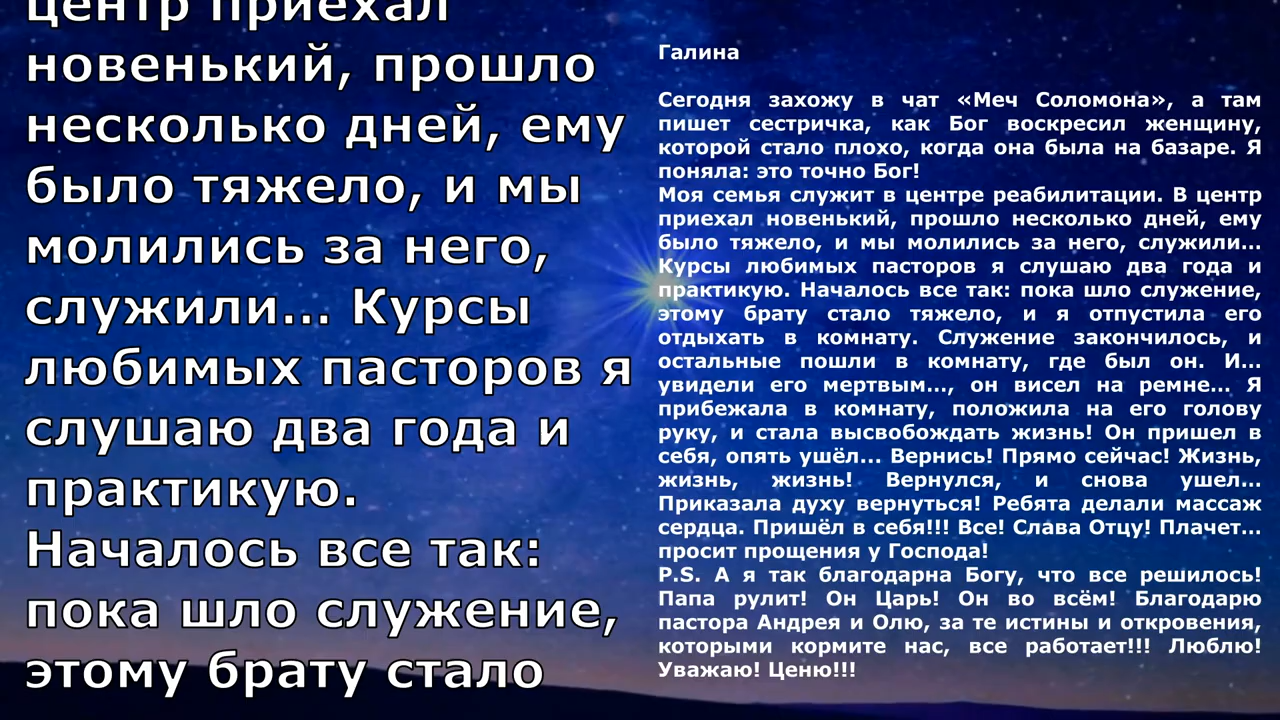 центр приехал
новенький, прошло
несколько дней, ему
было тяжело, и мы
молились за него,
служили... Курсы
любимых пасторов я
слушаю два года и
практикую.
Началось все так:
пока шло служение,
этому брату стало
Галина
Сегодня захожу в чат «Меч Соломона», а там
пишет сестричка, как Бог воскресил женщину,
которой стало плохо, когда она была на базаре. Я
поняла: это точно Бог!
Моя семья служит в центре реабилитации. В центр
приехал новенький, прошло несколько дней, ему
было тяжело, и мы молились за него, служили...
Курсы любимых пасторов я слушаю два года и
практикую. Началось все так: пока шло служение,
этому брату стало тяжело, и я отпустила его
отдыхать в комнату. Служение закончилось, и
остальные пошли в комнату, где был он. И...
увидели его мертвым..., он висел на ремне... Я
прибежала в комнату, положила на его голову
руку, и стала высвобождать жизнь! Он пришел в
себя, опять ушёл... Вернись! Прямо сейчас! Жизнь,
жизнь, жизнь! Вернулся, и снова ушел...
Приказала духу вернуться! Ребята делали массаж
сердца. Пришёл в себя!!! Все! Слава Отцу! Плачет...
просит прощения у Господа!
P.S. А я так благодарна Богу, что все решилось!
Папа рулит! Он Царь! Он во всём! Благодарю
пастора Андрея и Олю, за те истины и откровения,
которыми кормите нас, все работает!!! Люблю!
Уважаю! Ценю!!!